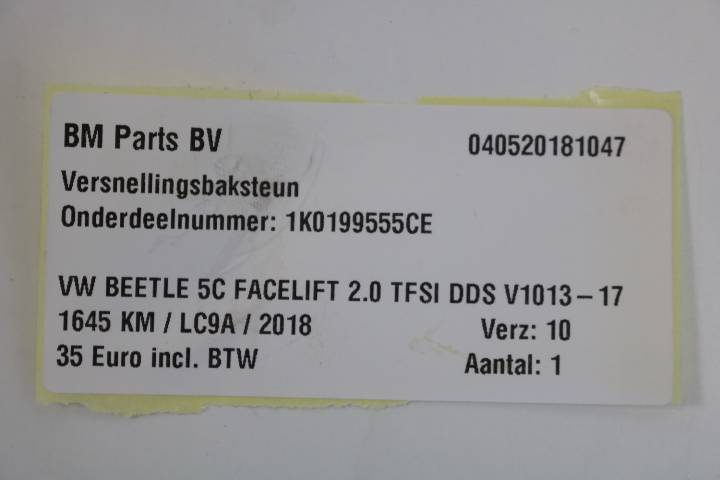 BM Parts BV 040520181047
Versnellingsbaksteun
Onderdeelnummer: 1K0199555CE
VW BEETLE 5C FACELIFT 2.0 TFSI DDS V1013-17
1645 KM / LC9A / 2018 Verz: 10
35 Euro incl. BTW Aantal: 1